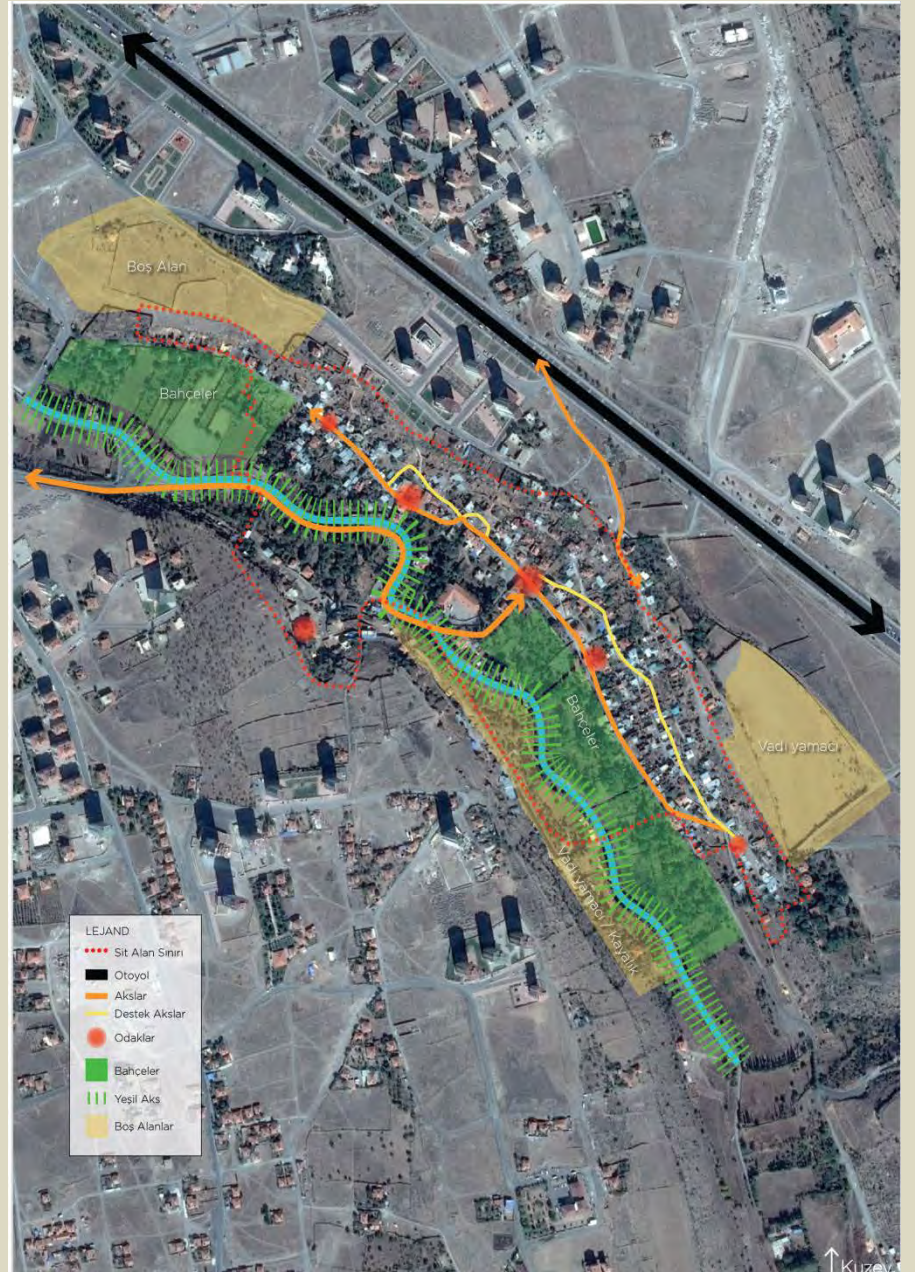 Boş Alan
Bahçeler
Bahçeler
Vadi yamacı
Vadi yamacı / Kayalık
LEJAND
Sit Alan Sınırı
Otoyol
Akslar
Destek Akslar
Odaklar
Bahçeler
Yeşil Aks
Boş Alanlar
Kuzey